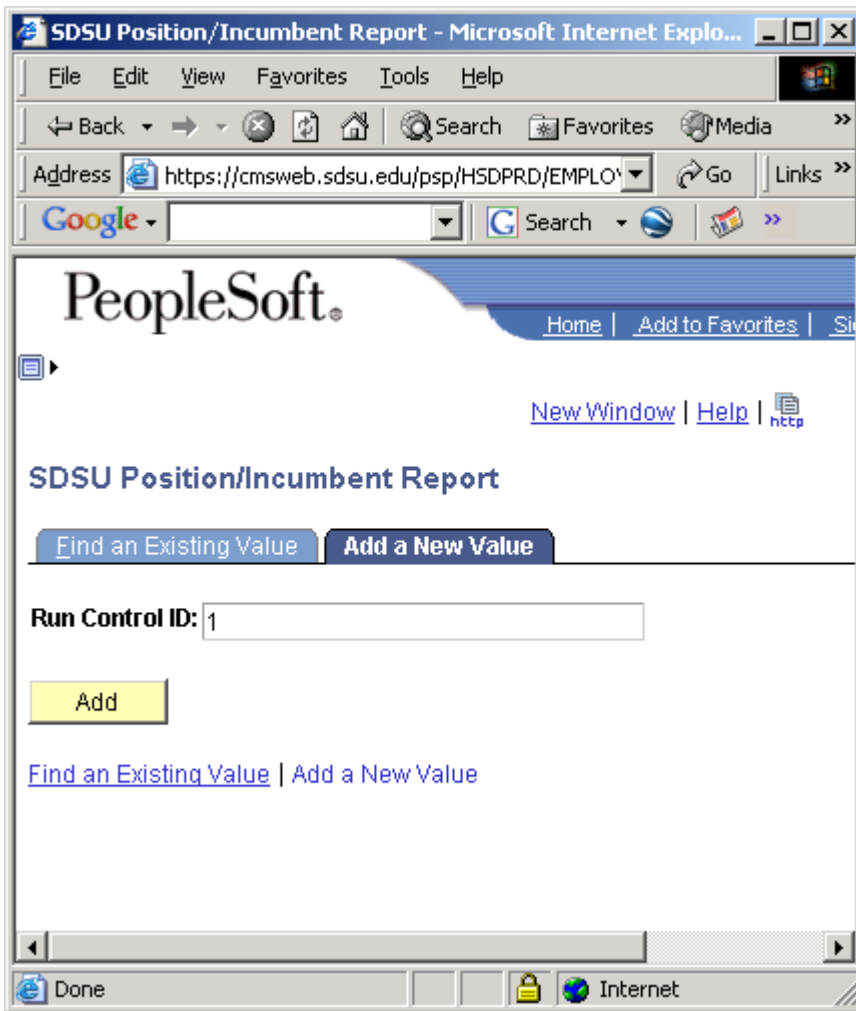 SDSU Position/Incumbent Report - Microsoft Internet Explo...
File Edit View Favorites Tools Help
Back Search Favorites Media »
Address https://cmsweb.sdsu.edu/psp/HSDPRD/EMPLO Go Links »
Google Search »
PeopleSoft®
Home | Add to Favorites | Si
New Window | Help | http
SDSU Position/Incumbent Report
Find an Existing Value Add a New Value
Run Control ID: 1
Add
Find an Existing Value | Add a New Value
Done Internet